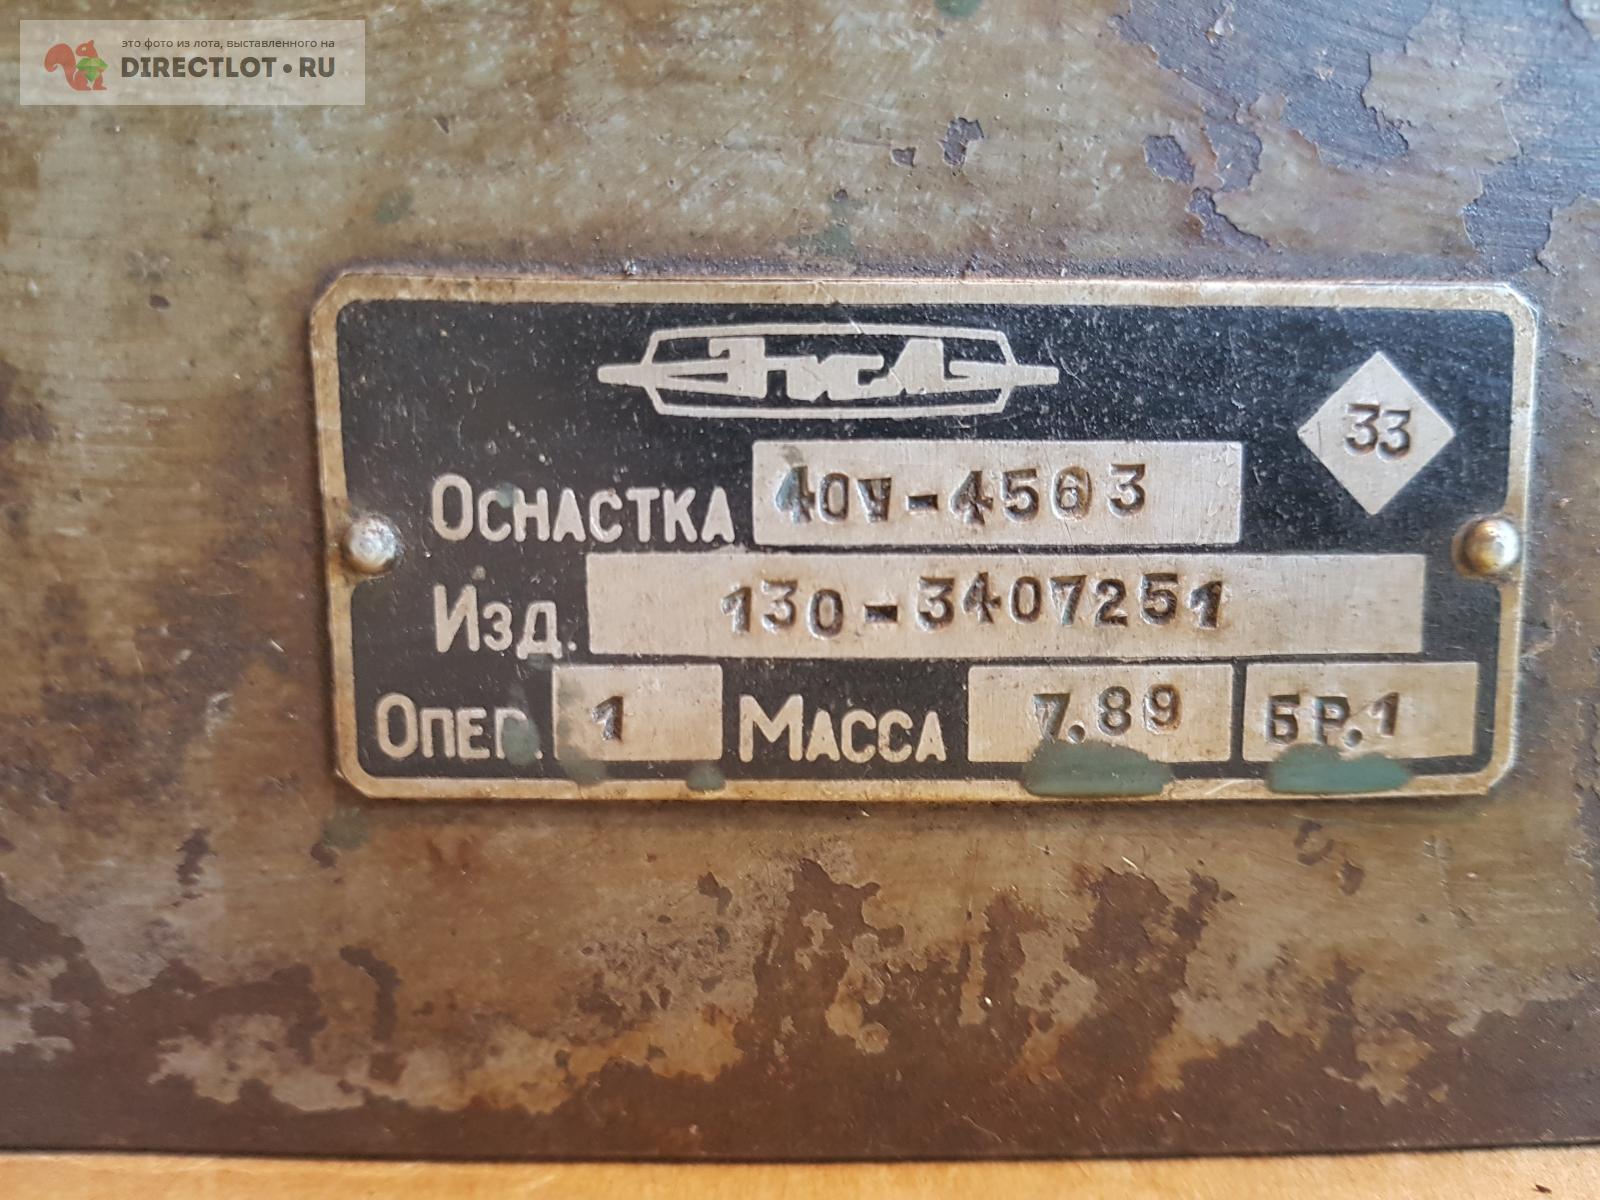 это фото из лота, выставленного на
DIRECTLOT•RU
ЗИЛ
33
ОСНАСТКА 40У-4503
ИЗД. 130-3407251
ОПЕР. 1 МАССА 7.89 БР.1